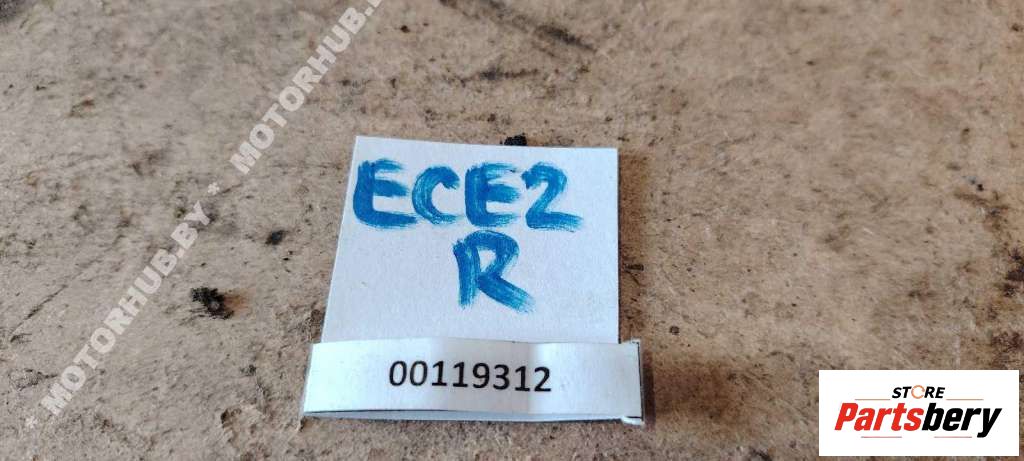 * MOTORHUB.BY * MOTORHUB.BY
ECE2
R
00119312
STORE
Partsbery